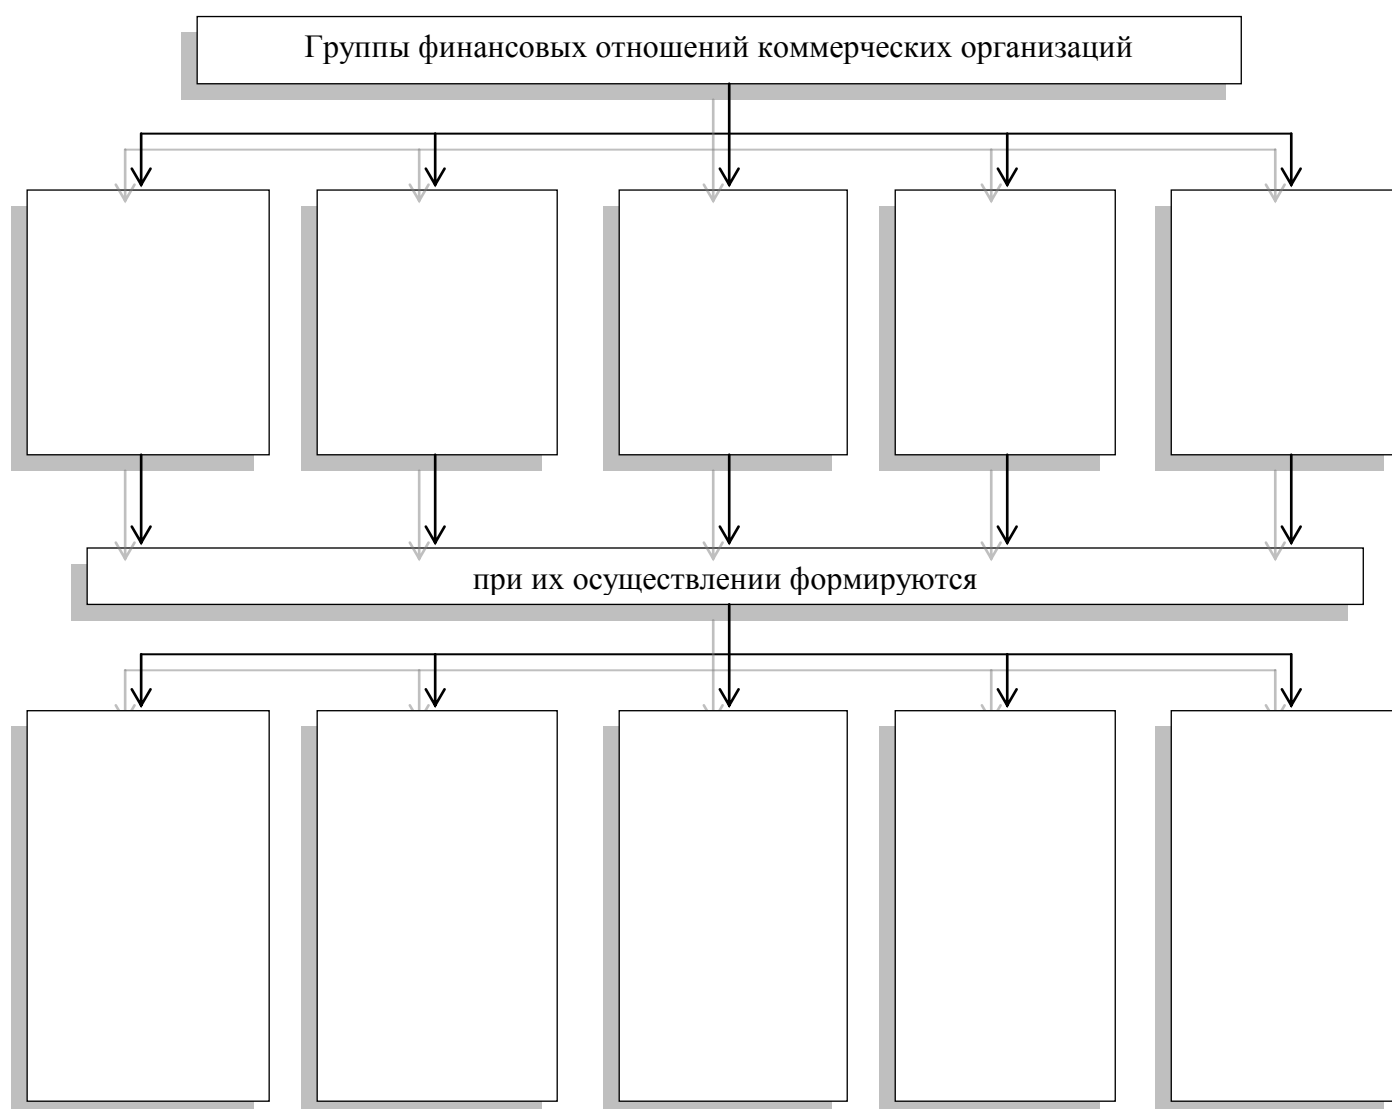 Группы финансовых отношений коммерческих организаций
при их осуществлении формируются